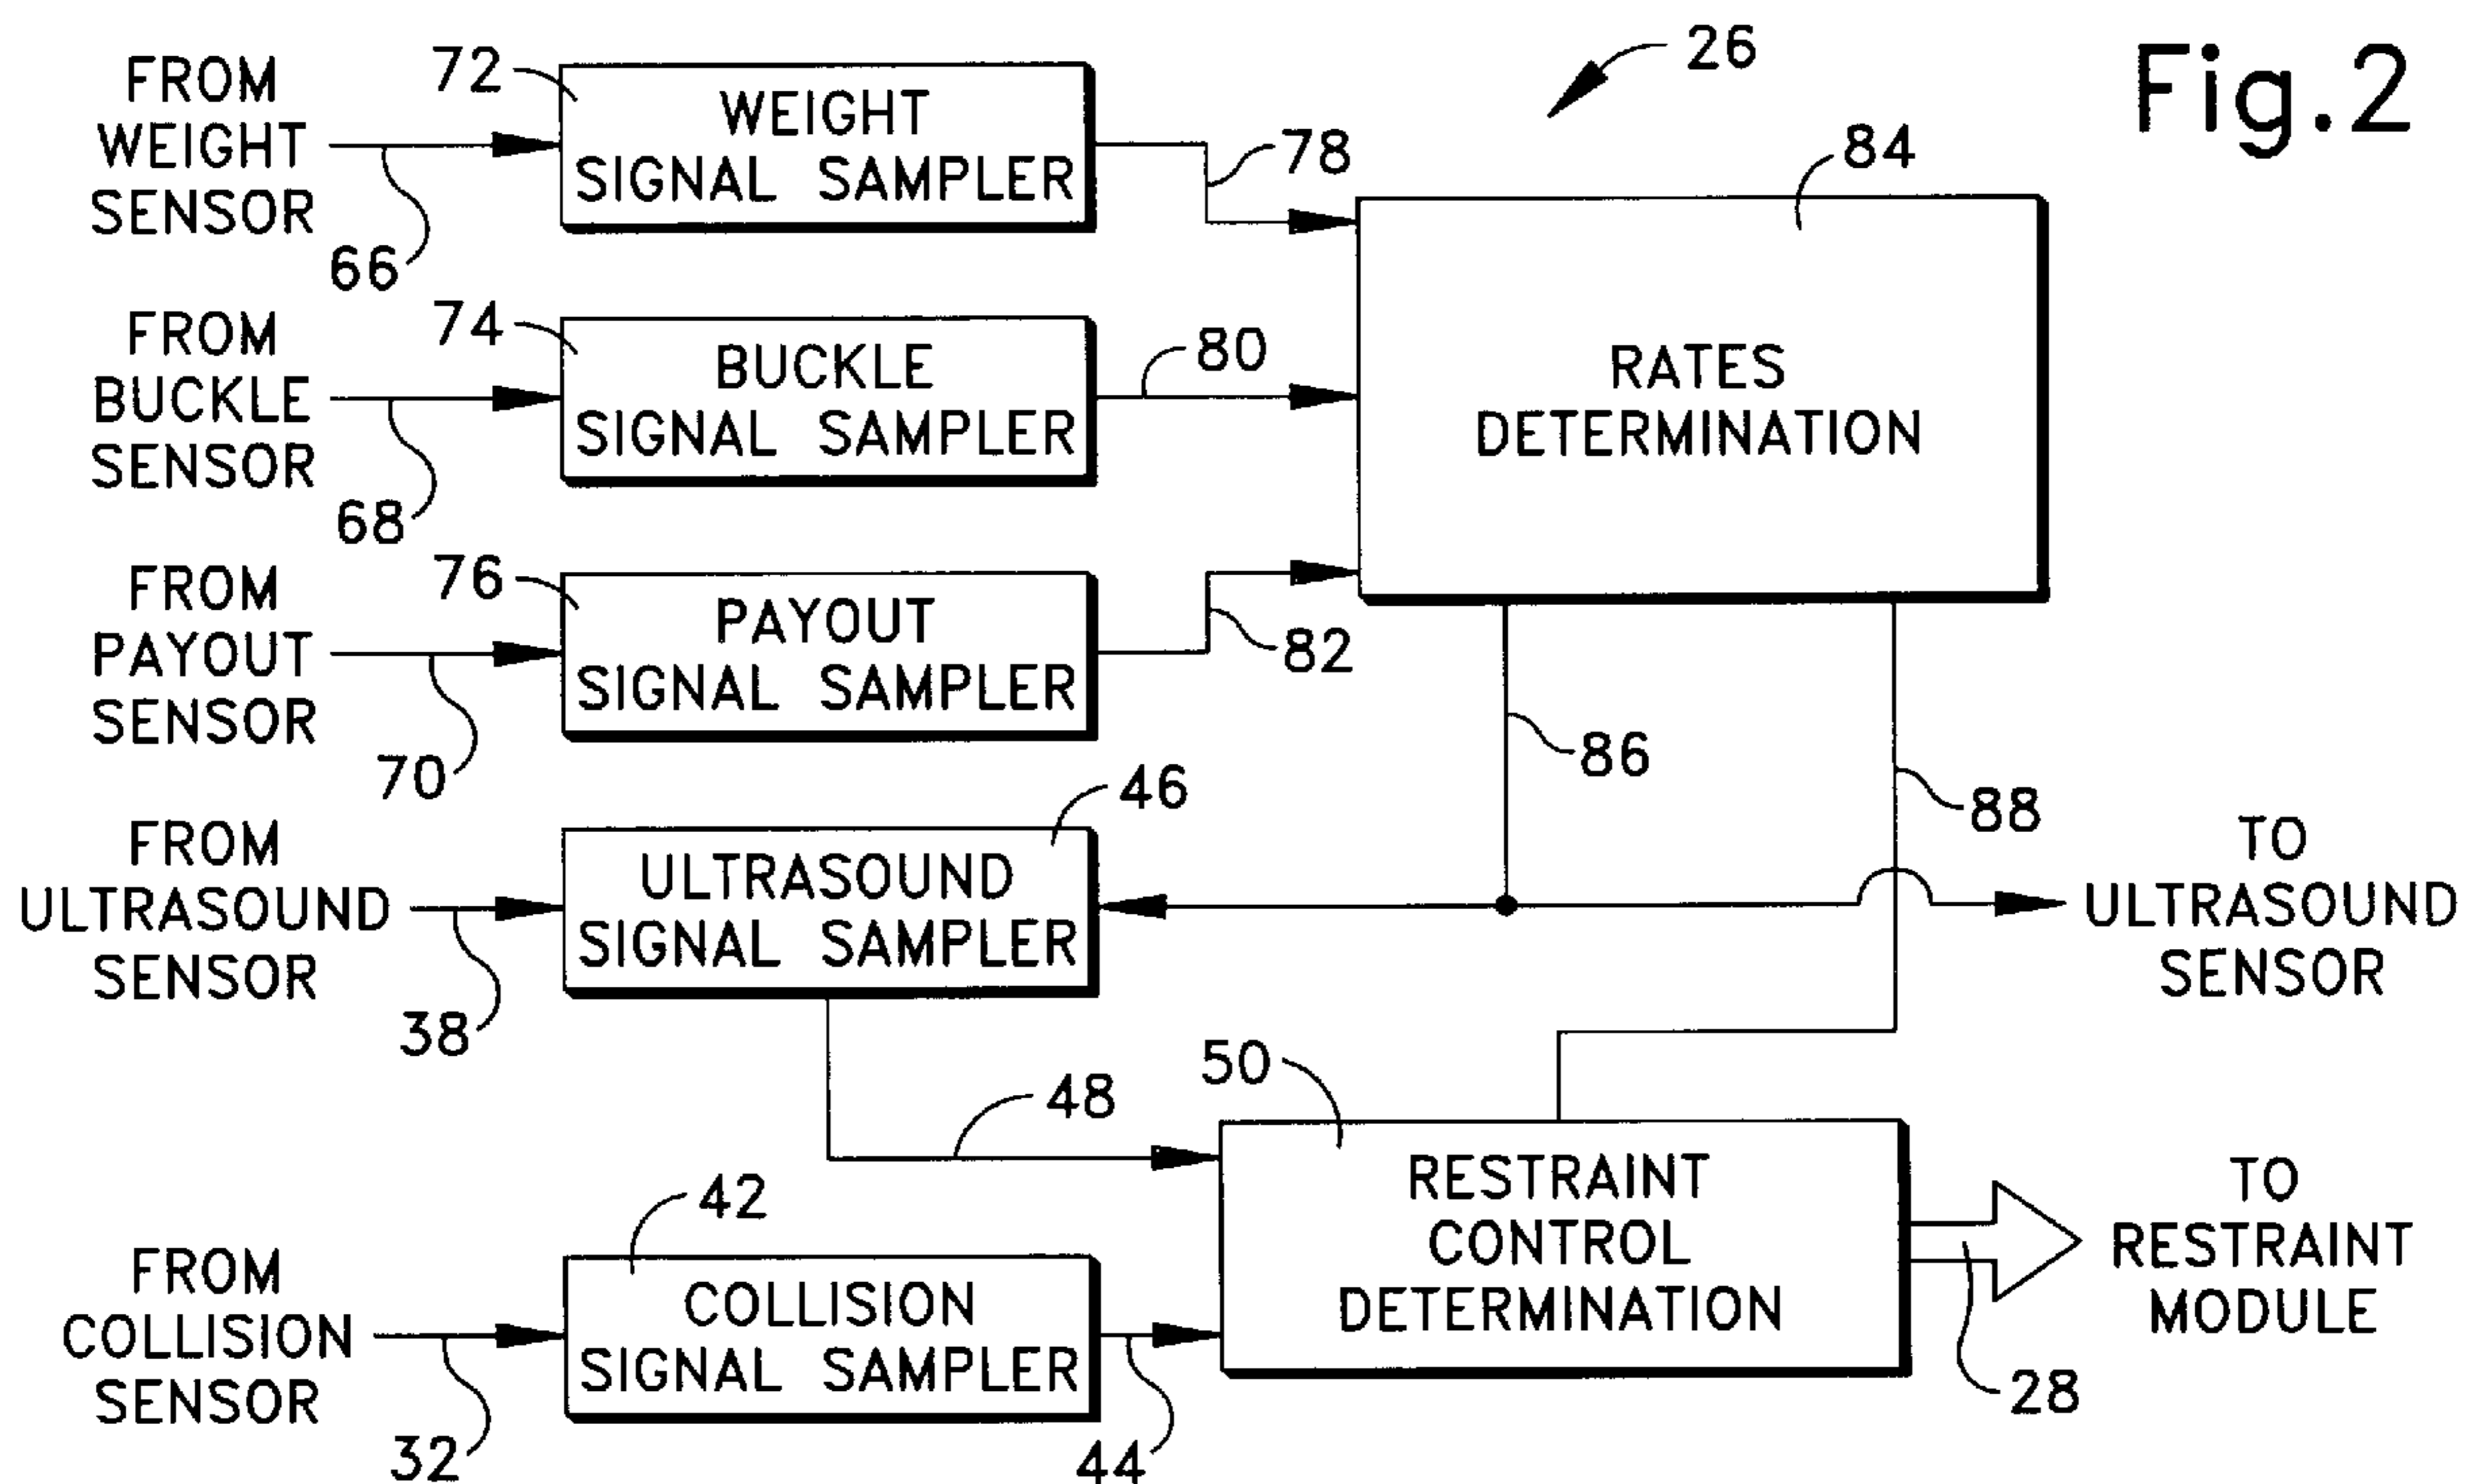 Fig.2
26
FROM
WEIGHT
SENSOR
66
72
WEIGHT
SIGNAL SAMPLER
78
84
RATES
DETERMINATION
FROM
BUCKLE
SENSOR
68
74
BUCKLE
SIGNAL SAMPLER
80
FROM
PAYOUT
SENSOR
70
76
PAYOUT
SIGNAL SAMPLER
82
86
88
FROM
ULTRASOUND
SENSOR
38
46
ULTRASOUND
SIGNAL SAMPLER
TO
ULTRASOUND
SENSOR
48
50
RESTRAINT
CONTROL
DETERMINATION
TO
RESTRAINT
MODULE
28
FROM
COLLISION
SENSOR
32
42
COLLISION
SIGNAL SAMPLER
44